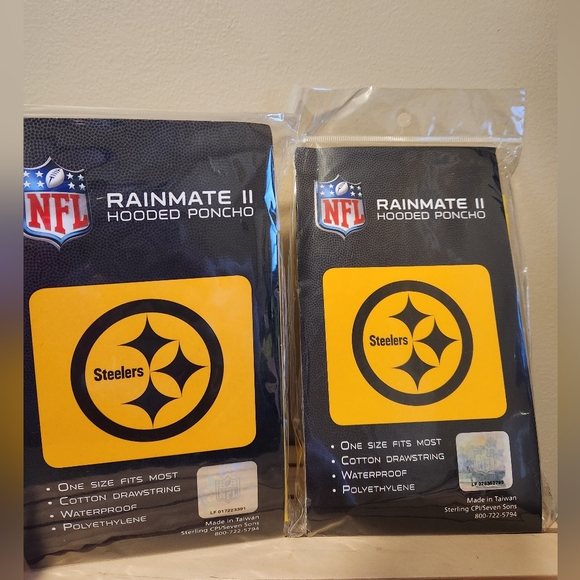 NFL
RAINMATE II
HOODED PONCHO
Steelers
• ONE SIZE FITS MOST
• COTTON DRAWSTRING
• WATERPROOF
• POLYETHYLENE
Made in Taiwan
Sterling CPI/Seven Sons
800-722-5794
NFL
RAINMATE II
HOODED PONCHO
Steelers
• ONE SIZE FITS MOST
• COTTON DRAWSTRING
• WATERPROOF
• POLYETHYLENE
Made in Taiwan
Sterling CPI/Seven Sons
800-722-5794